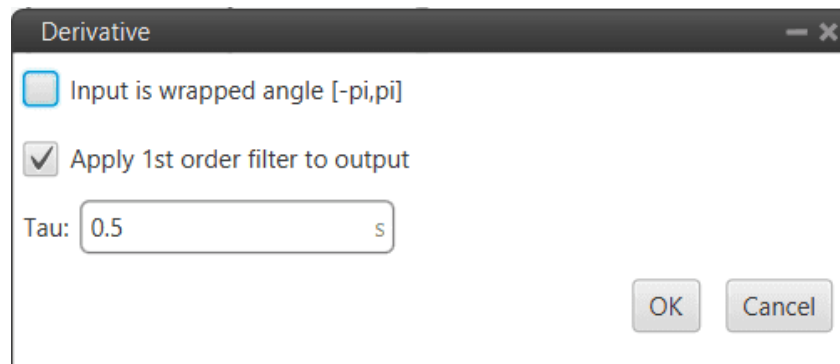 Derivative
Input is wrapped angle [-pi,pi]
Apply 1st order filter to output
Tau: 0.5 s
OK Cancel